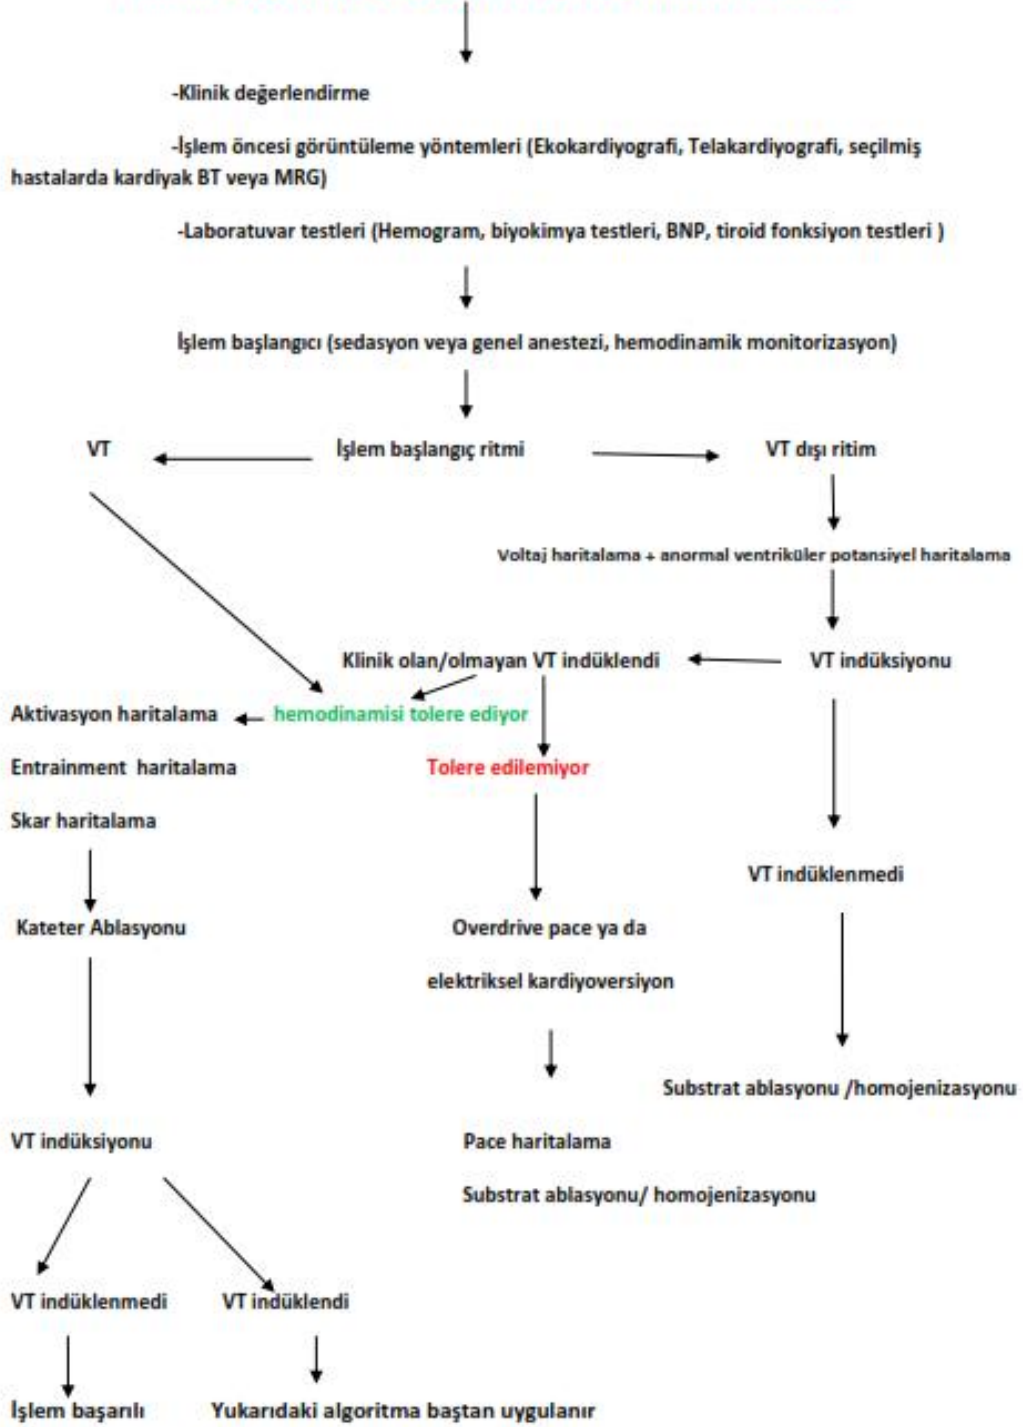 -Klinik değerlendirme
-İşlem öncesi görüntüleme yöntemleri (Ekokardiyografi, Telakardiyografi, seçilmiş
hastalarda kardiyak BT veya MRG)
-Laboratuvar testleri (Hemogram, biyokimya testleri, BNP, tiroid fonksiyon testleri )
İşlem başlangıcı (sedasyon veya genel anestezi, hemodinamik monitorizasyon)
VT
İşlem başlangıç ritmi
VT dışı ritim
Voltaj haritalama + anormal ventriküler potansiyel haritalama
Klinik olan/olmayan VT indüklendi
VT indüksiyonu
Aktivasyon haritalama
hemodinamisi tolere ediyor
Entrainment haritalama
Tolere edilemiyor
Skar haritalama
VT indüklenmedi
Kateter Ablasyonu
Overdrive pace ya da
elektriksel kardiyoversiyon
Substrat ablasyonu /homojenizasyonu
VT indüksiyonu
Pace haritalama
Substrat ablasyonu/ homojenizasyonu
VT indüklenmedi
VT indüklendi
İşlem başarılı
Yukarıdaki algoritma baştan uygulanır